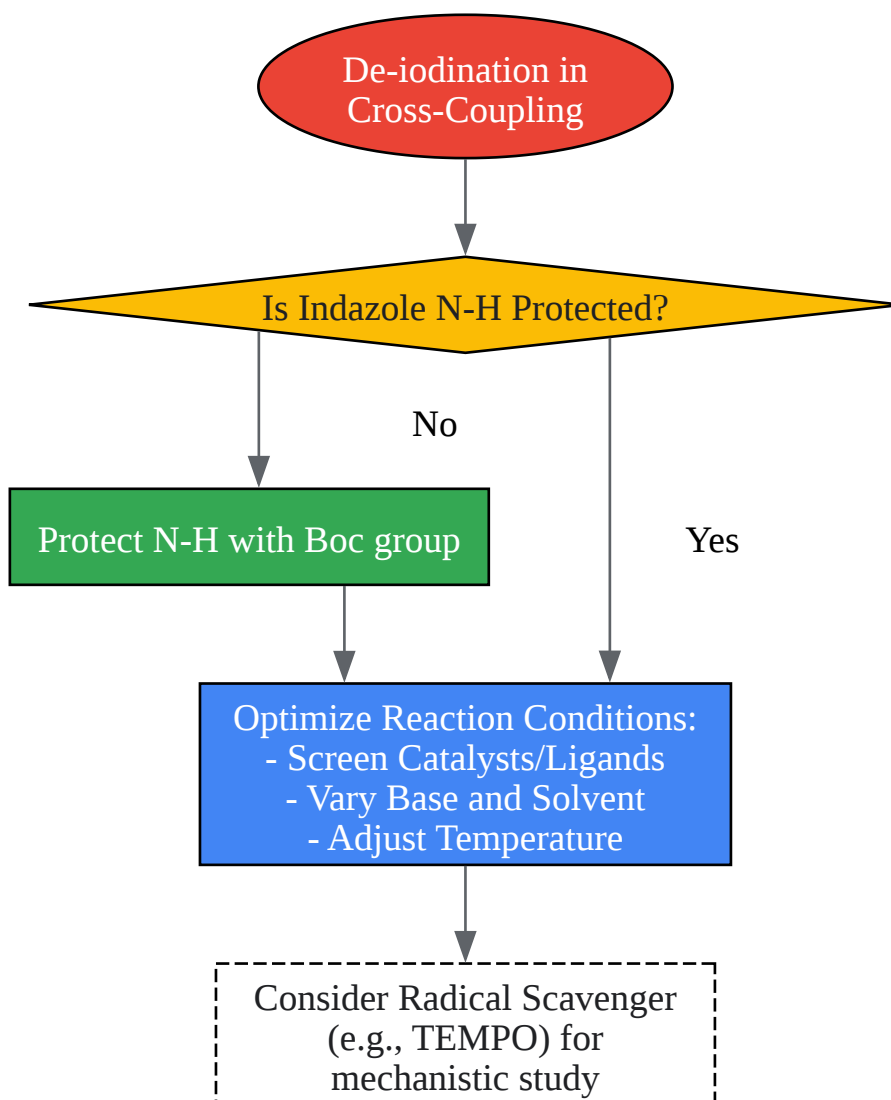 De-iodination in
Cross-Coupling
Is Indazole N-H Protected?
No
Protect N-H with Boc group
Yes
Optimize Reaction Conditions:
- Screen Catalysts/Ligands
- Vary Base and Solvent
- Adjust Temperature
Consider Radical Scavenger
(e.g., TEMPO) for
mechanistic study